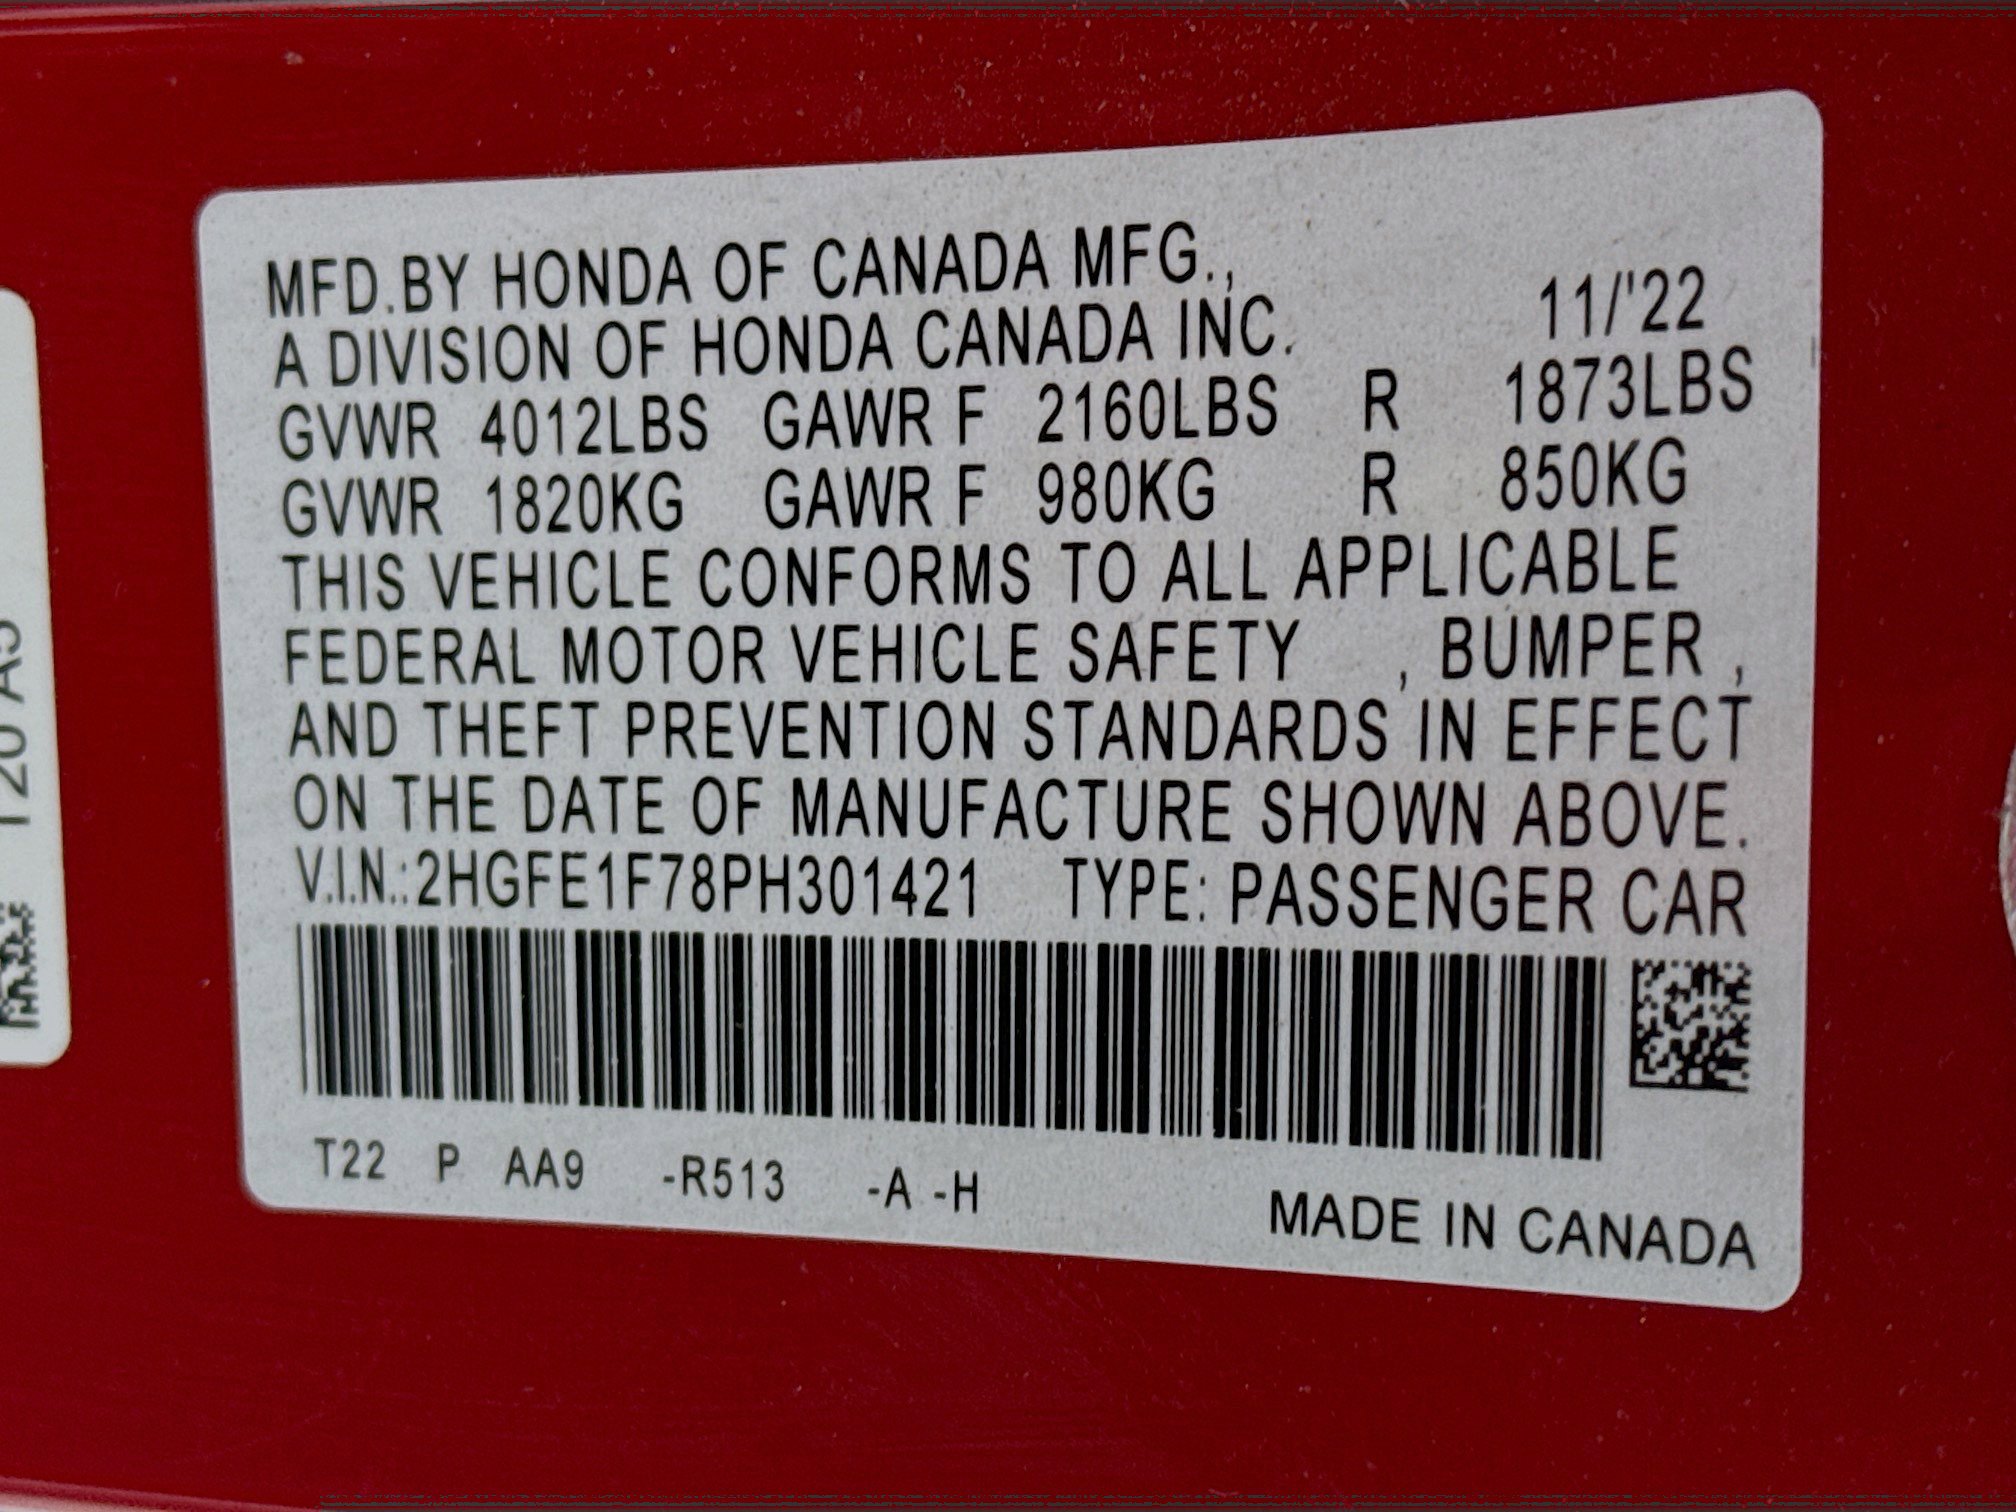 MFD.BY HONDA OF CANADA MFG.,
A DIVISION OF HONDA CANADA INC. 11/'22
GVWR 4012LBS GAWR F 2160LBS R 1873LBS
GVWR 1820KG GAWR F 980KG R 850KG
THIS VEHICLE CONFORMS TO ALL APPLICABLE
FEDERAL MOTOR VEHICLE SAFETY , BUMPER ,
AND THEFT PREVENTION STANDARDS IN EFFECT
ON THE DATE OF MANUFACTURE SHOWN ABOVE.
V.I.N.:2HGFE1F78PH301421 TYPE: PASSENGER CAR
T22 P AA9 -R513 -A -H
MADE IN CANADA